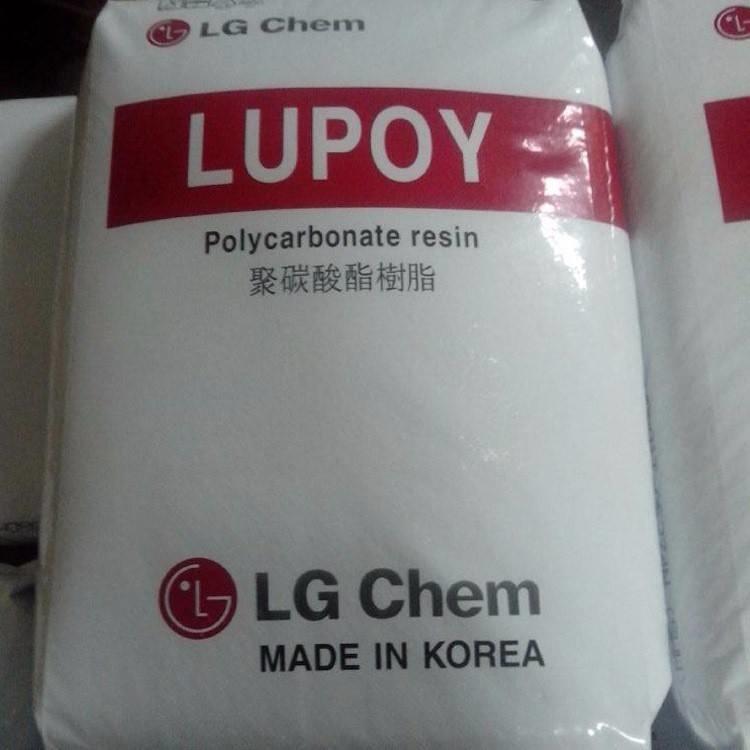 LG Chem
LUPOY
Polycarbonate resin
聚碳酸酯樹脂
LG Chem
MADE IN KOREA